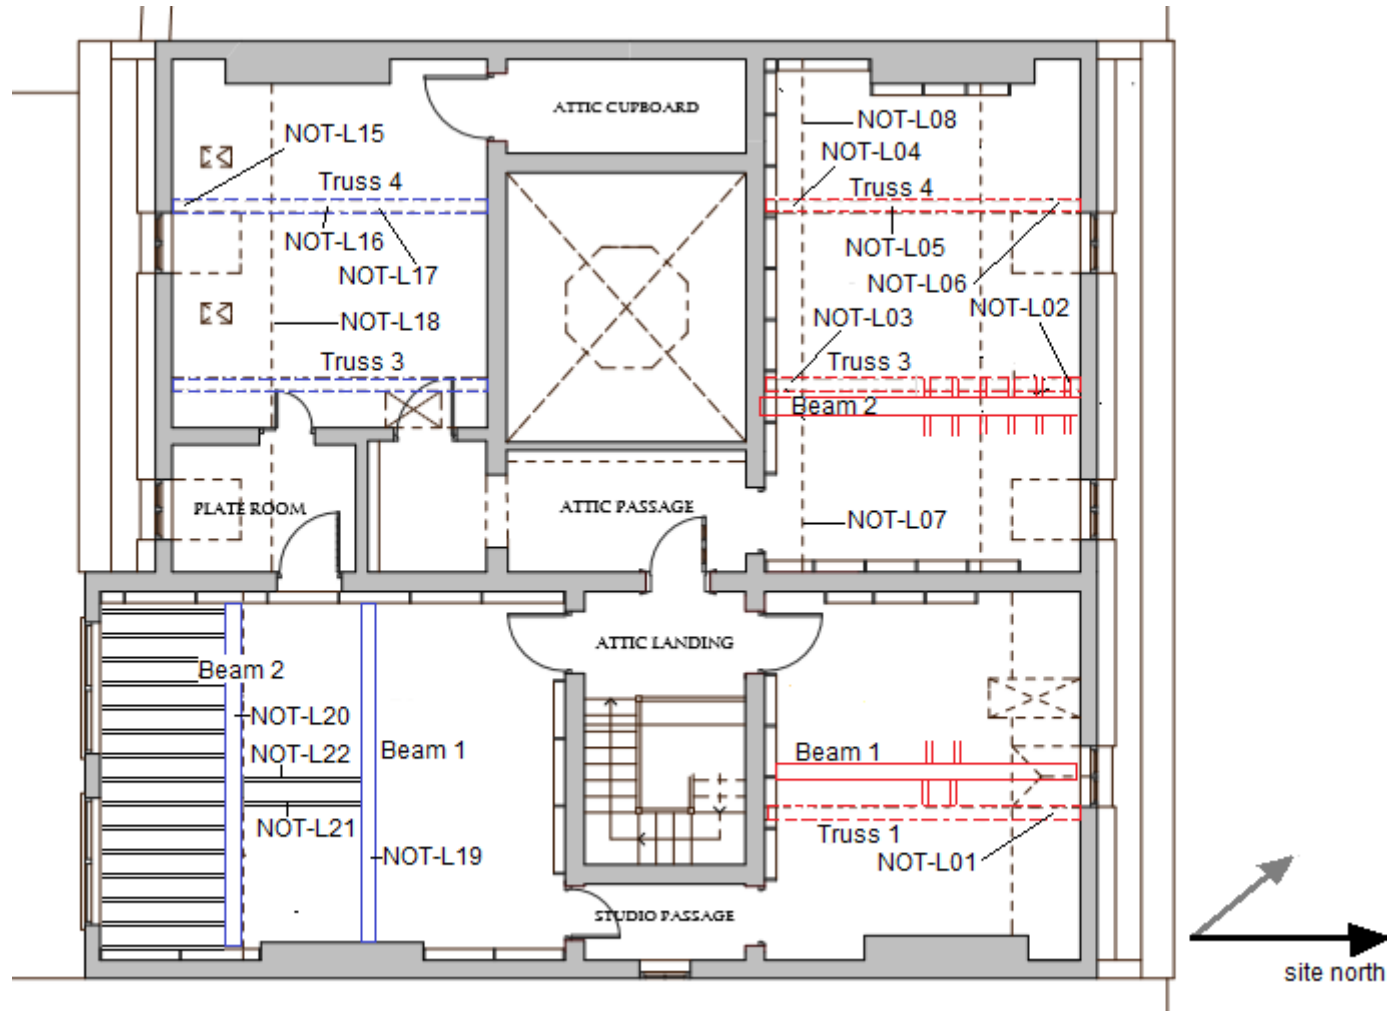 ATTIC CUPBOARD
NOT-L15
NOT-L08
NOT-L04
Truss 4
Truss 4
NOT-L16
NOT-L05
NOT-L17
NOT-L06
NOT-L02
NOT-L18
NOT-L03
Truss 3
Truss 3
Beam 2
PLATE ROOM
ATTIC PASSAGE
NOT-L07
ATTIC LANDING
Beam 2
NOT-L20
NOT-L22
Beam 1
Beam 1
NOT-L21
Truss 1
NOT-L19
NOT-L01
STUDIO PASSAGE
site north